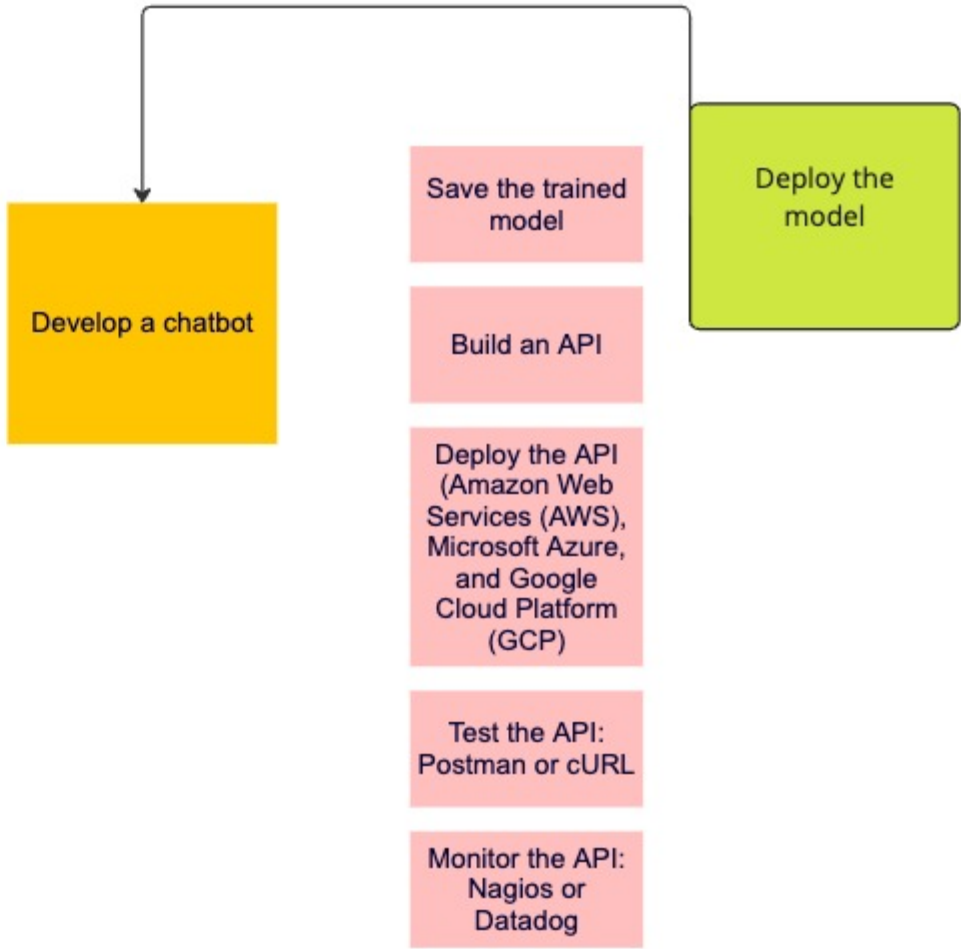 Develop a chatbot
Save the trained
model
Build an API
Deploy the API
(Amazon Web
Services (AWS),
Microsoft Azure,
and Google
Cloud Platform
(GCP)
Test the API:
Postman or cURL
Monitor the API:
Nagios or
Datadog
Deploy the
model